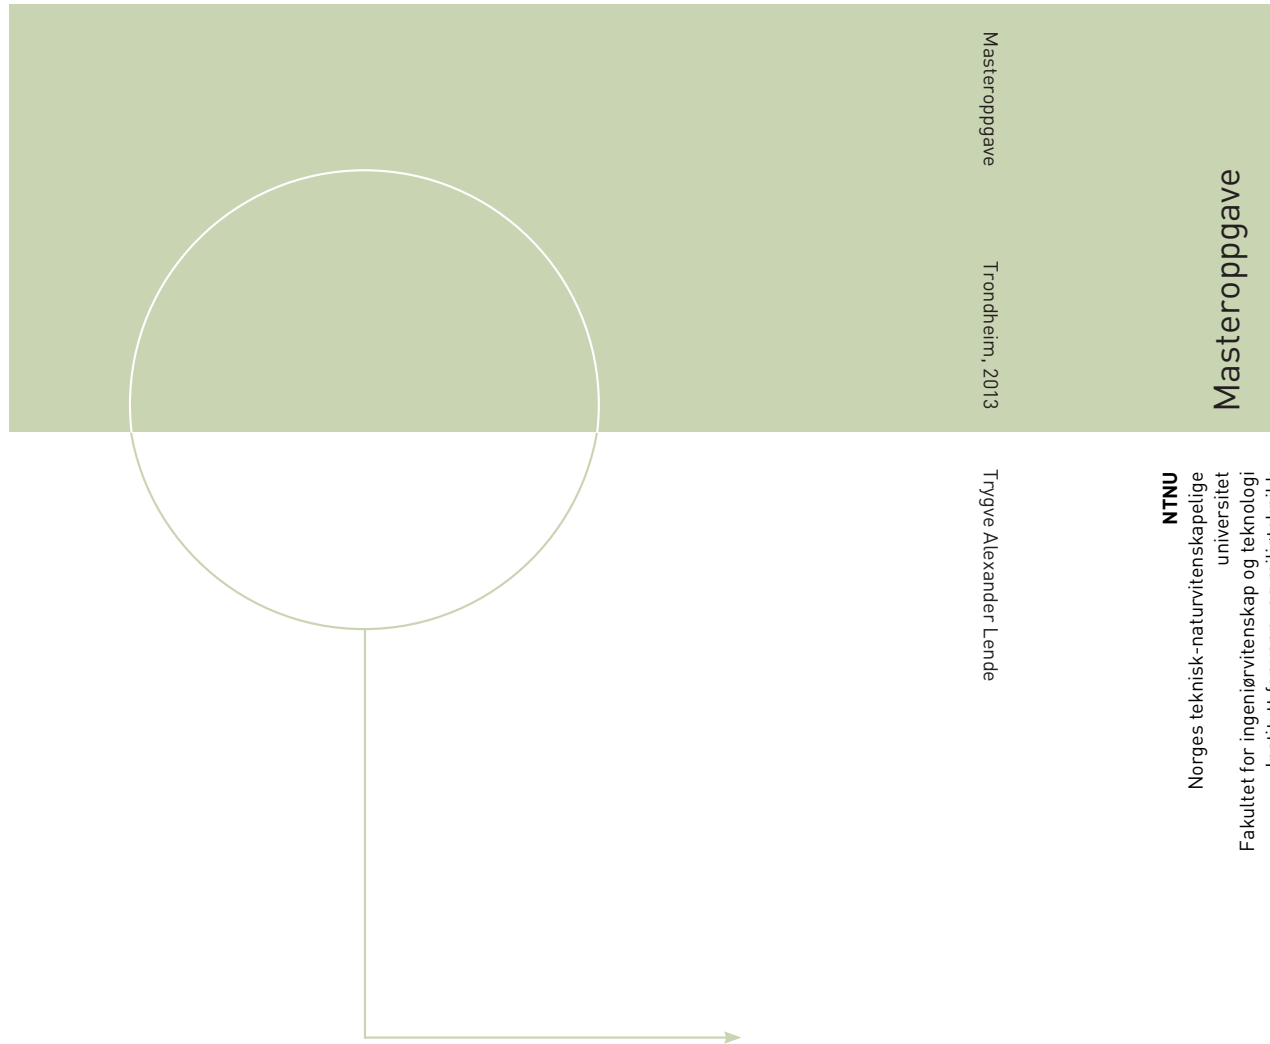 Masteroppgave
Trondheim, 2013
Trygve Alexander Lende
Masteroppgave
NTNU
Norges teknisk-naturvitenskapelige
universitet
Fakultet for ingeniørvitenskap og teknologi